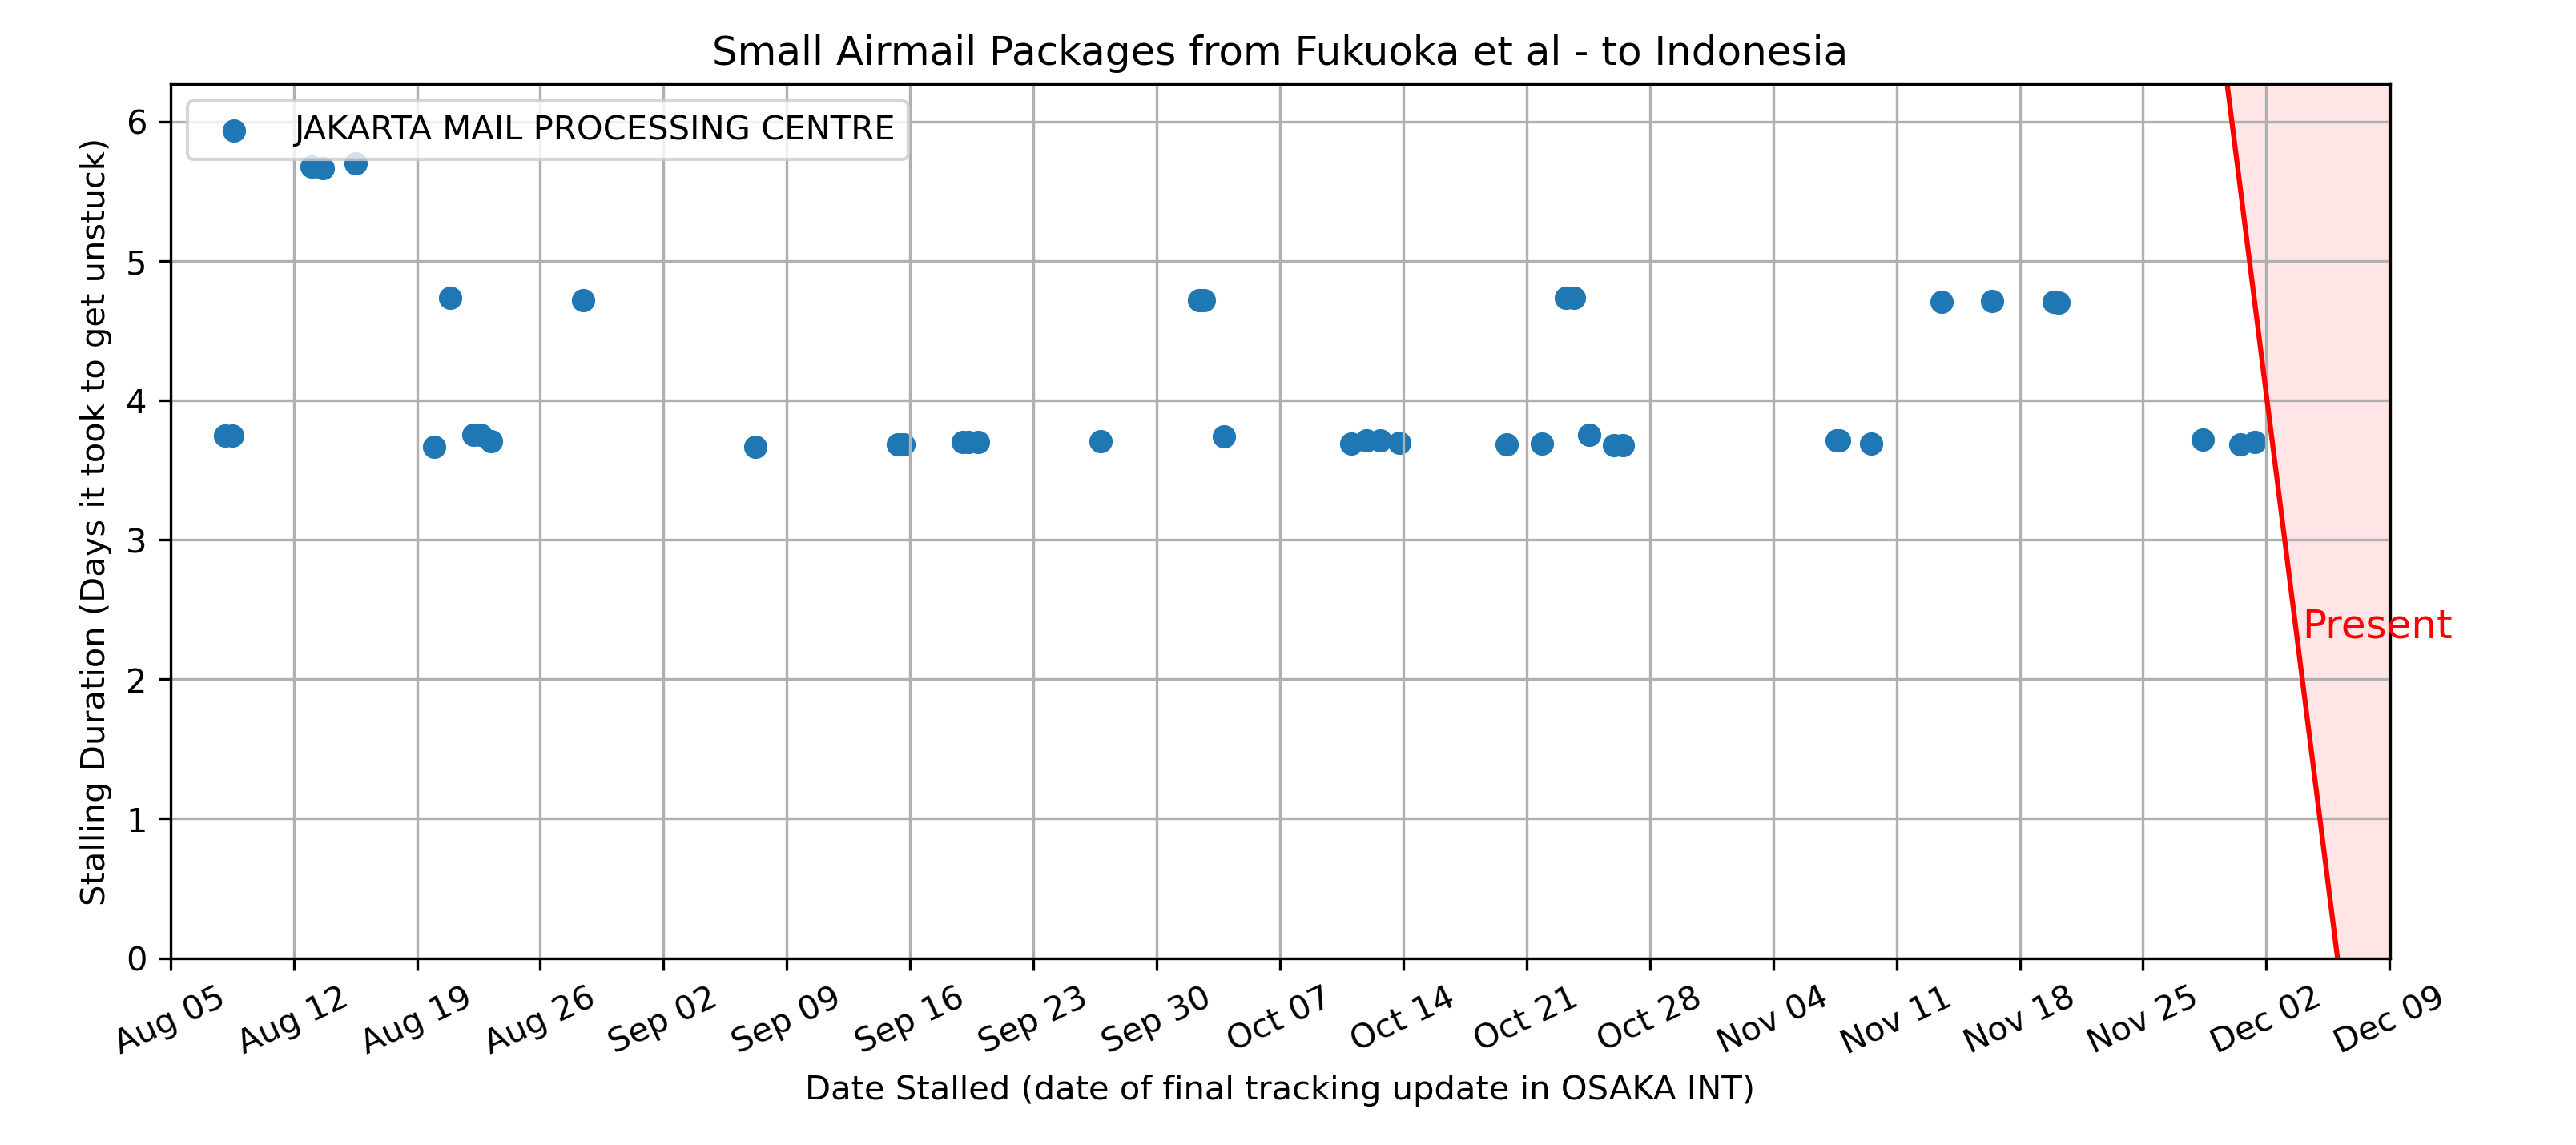 Small Airmail Packages from Fukuoka et al - to Indonesia
JAKARTA MAIL PROCESSING CENTRE
Stalling Duration (Days it took to get unstuck)
6
5
4
3
2
1
0
Present
Aug 05
Aug 12
Aug 19
Aug 26
Sep 02
Sep 09
Sep 16
Sep 23
Sep 30
Oct 07
Oct 14
Oct 21
Oct 28
Nov 04
Nov 11
Nov 18
Nov 25
Dec 02
Dec 09
Date Stalled (date of final tracking update in OSAKA INT)